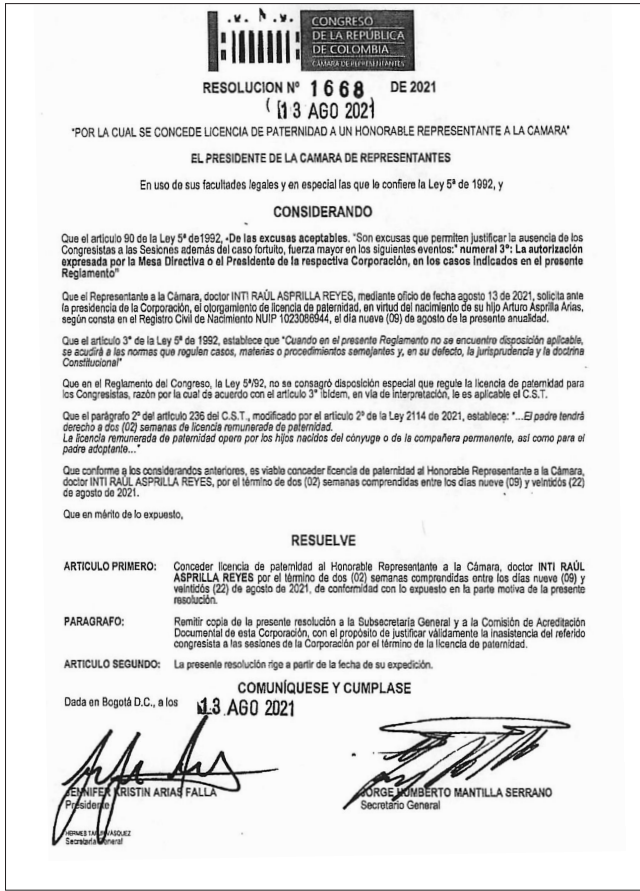 CONGRESO
DE LA REPÚBLICA
DE COLOMBIA
CÁMARA DE REPRESENTANTES
RESOLUCION Nº 1668 DE 2021
( 13 AGO 2021
"POR LA CUAL SE CONCEDE LICENCIA DE PATERNIDAD A UN HONORABLE REPRESENTANTE A LA CAMARA"
EL PRESIDENTE DE LA CAMARA DE REPRESENTANTES
En uso de sus facultades legales y en especial las que le confiere la Ley 5ª de 1992, y
CONSIDERANDO
Que el articulo 90 de la Ley 5ª de1992, -De las excusas aceptables. "Son excusas que permiten justificar la ausencia de los
Congresistas a las Sesiones además del caso fortuito, fuerza mayor en los siguientes eventos:" numeral 3º: La autorización
expresada por la Mesa Directiva o el Presidente de la respectiva Corporación, en los casos indicados en el presente
Reglamento"
Que el Representante a la Cámara, doctor INTI RAÚL ASPRILLA REYES, mediante oficio de fecha agosto 13 de 2021, solicita ante
la presidencia de la Corporación, el otorgamiento de licencia de paternidad, en virtud del nacimiento de su hijo Arturo Asprilla Arias,
según consta en el Registro Civil de Nacimiento NUIP 1023086944, el día nueve (09) de agosto de la presente anualidad.
Que el artículo 3º de la Ley 5ª de 1992, establece que "Cuando en el presente Reglamento no se encuentre disposición aplicable,
se acudirá a las normas que regulen casos, materias o procedimientos semejantes y, en su defecto, la jurisprudencia y la doctrina
Constitucional"
Que en el Reglamento del Congreso, la Ley 5ª/92, no se consagró disposición especial que regule la licencia de paternidad para
los Congresistas, razón por la cual de acuerdo con el artículo 3º ibídem, en vía de interpretación, le es aplicable el C.S.T.
Que el parágrafo 2º del artículo 236 del C.S.T., modificado por el artículo 2º de la Ley 2114 de 2021, establece: "...El padre tendrá
derecho a dos (02) semanas de licencia remunerada de paternidad.
La licencia remunerada de paternidad opera por los hijos nacidos del cónyuge o de la compañera permanente, así como para el
padre adoptante..."
Que conforme a los considerandos anteriores, es viable conceder licencia de paternidad al Honorable Representante a la Cámara,
doctor INTI RAÚL ASPRILLA REYES, por el término de dos (02) semanas comprendidas entre los días nueve (09) y veintidós (22)
de agosto de 2021.
Que en mérito de lo expuesto,
RESUELVE
ARTICULO PRIMERO: Conceder licencia de paternidad al Honorable Representante a la Cámara, doctor INTI RAÚL
ASPRILLA REYES por el término de dos (02) semanas comprendidas entre los días nueve (09) y
veintidós (22) de agosto de 2021, de conformidad con lo expuesto en la parte motiva de la presente
resolución.
PARAGRAFO: Remitir copia de la presente resolución a la Subsecretaría General y a la Comisión de Acreditación
Documental de esta Corporación, con el propósito de justificar válidamente la inasistencia del referido
congresista a las sesiones de la Corporación por el término de la licencia de paternidad.
ARTICULO SEGUNDO: La presente resolución rige a partir de la fecha de su expedición.
COMUNÍQUESE Y CUMPLASE
Dada en Bogotá D.C., a los 13 AGO 2021
JENNIFER KRISTIN ARIAS FALLA
Presidente
JORGE HUMBERTO MANTILLA SERRANO
Secretario General
HERNES VÁSQUEZ
Secretaría General